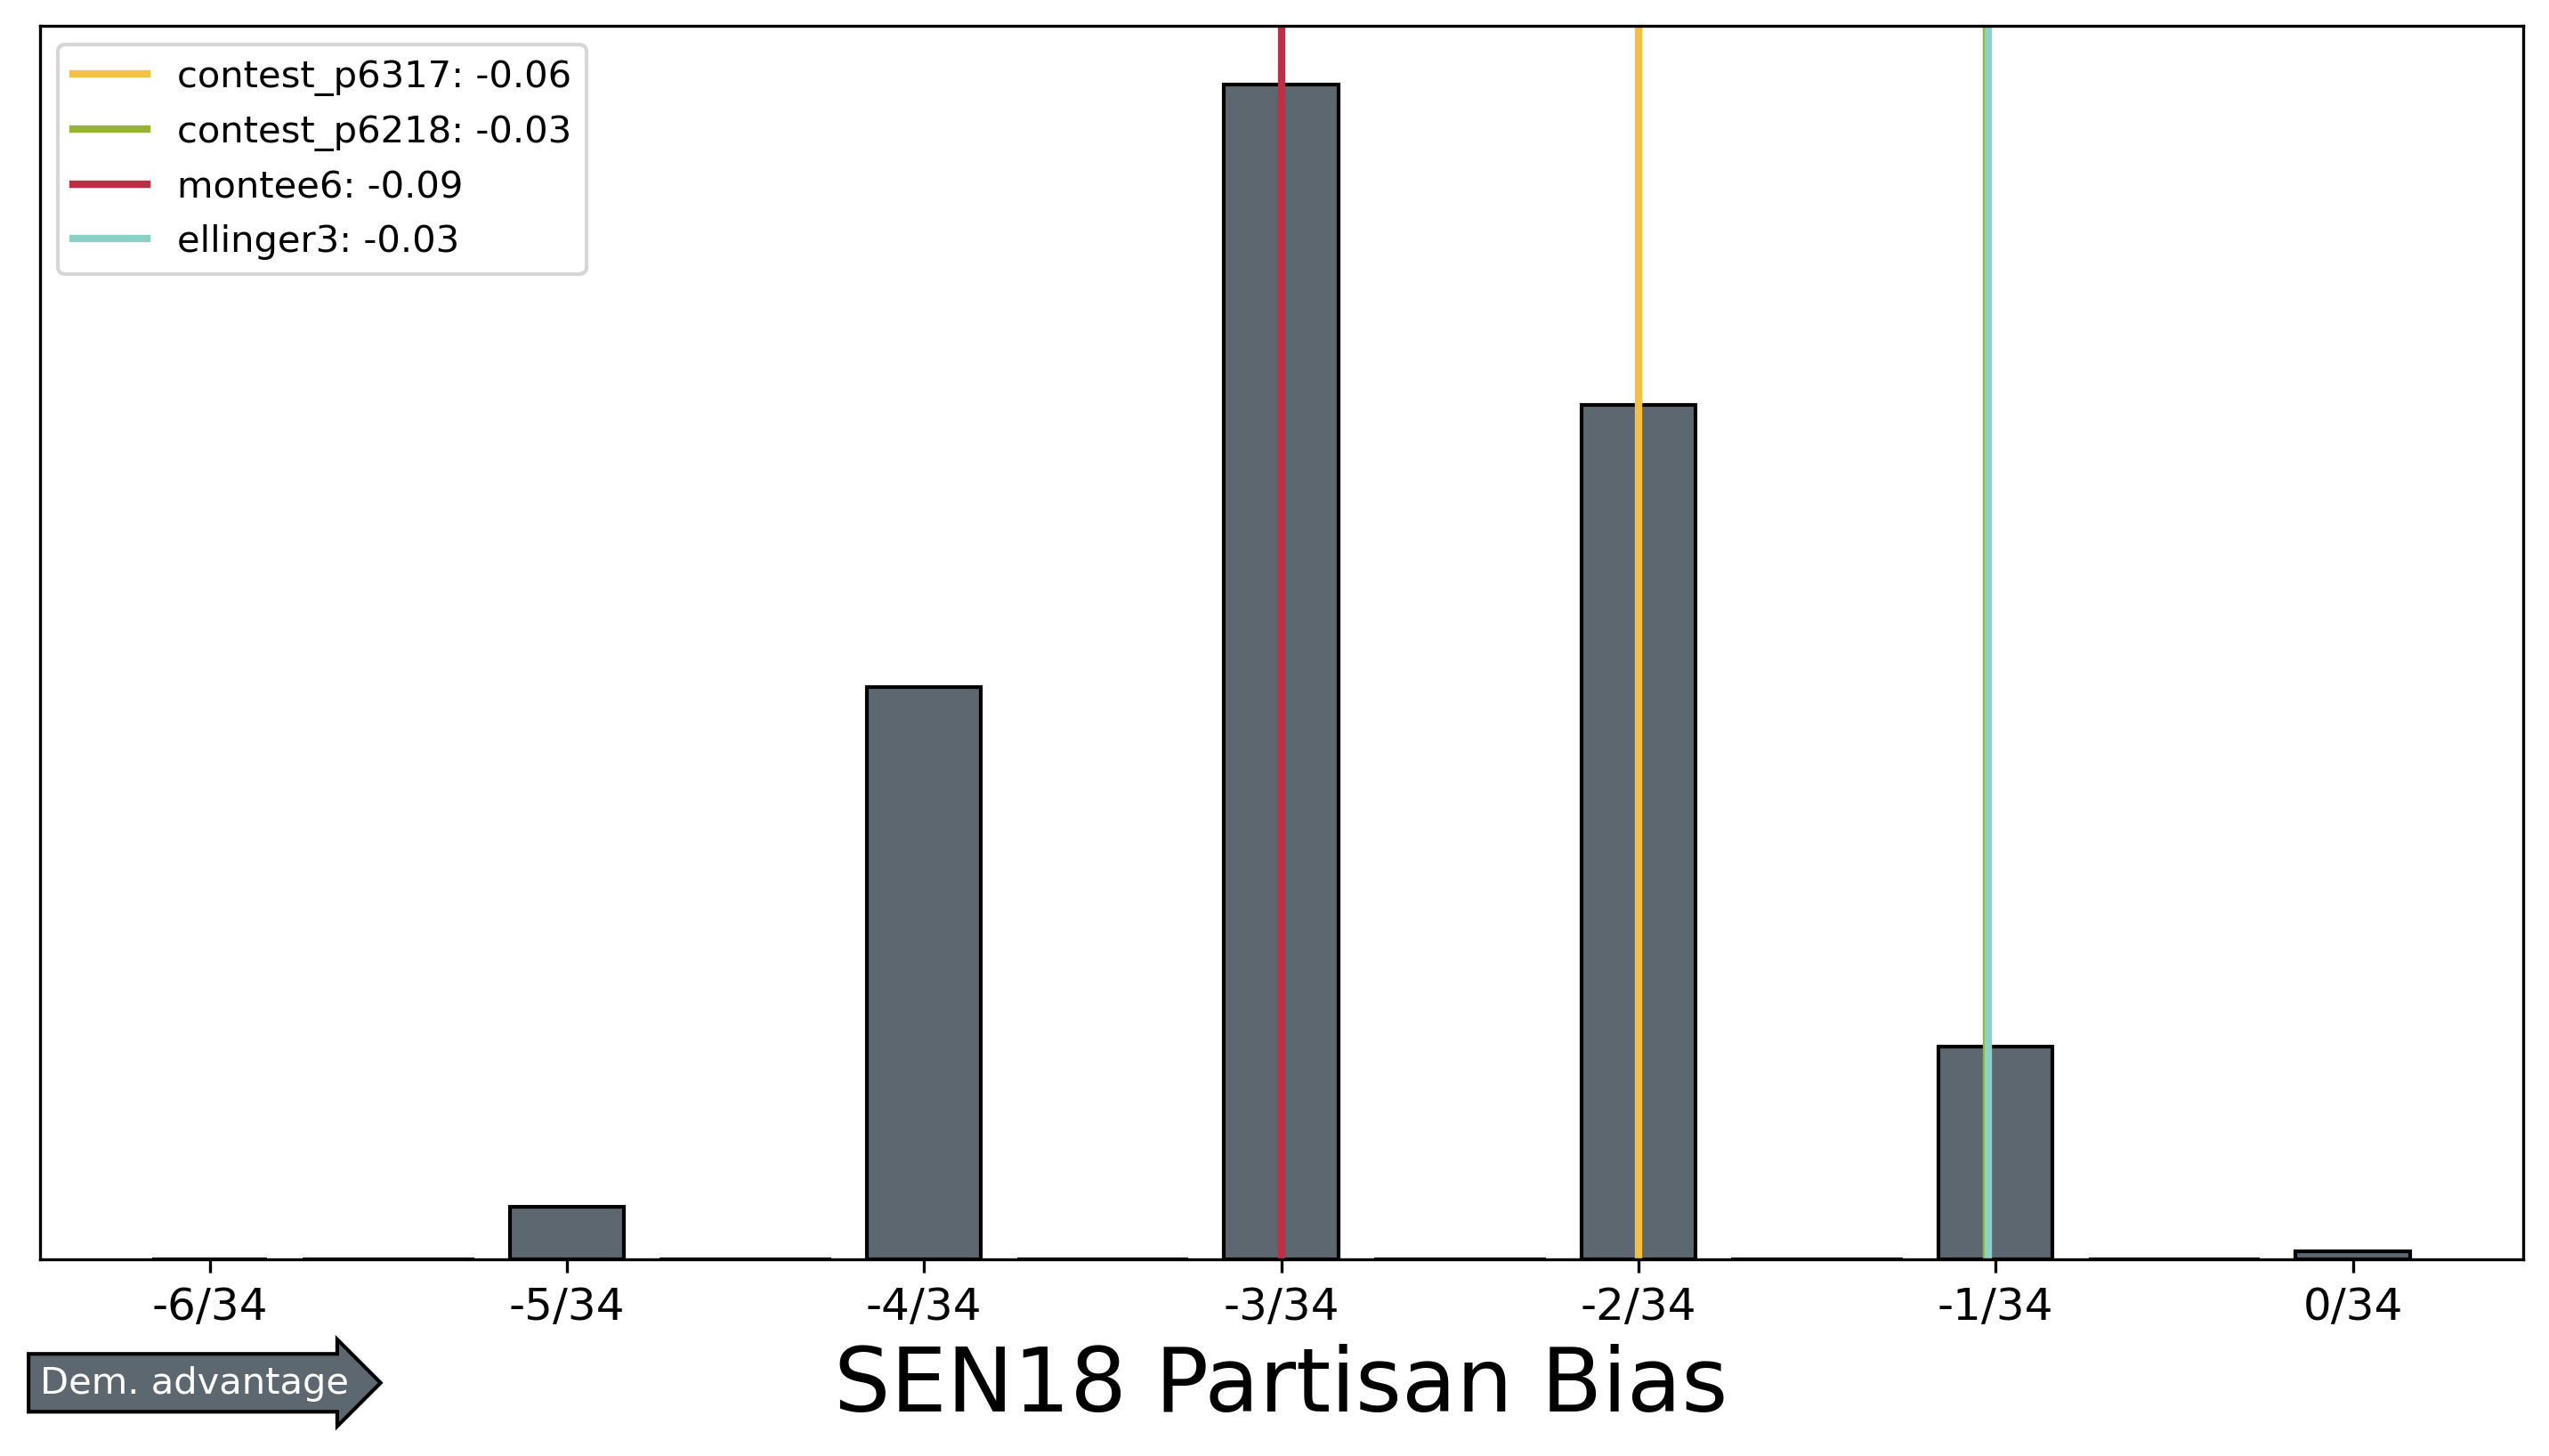 contest_p6317: -0.06
contest_p6218: -0.03
montee6: -0.09
ellinger3: -0.03
-6/34 -5/34 -4/34 -3/34 -2/34 -1/34 0/34
Dem. advantage
SEN18 Partisan Bias